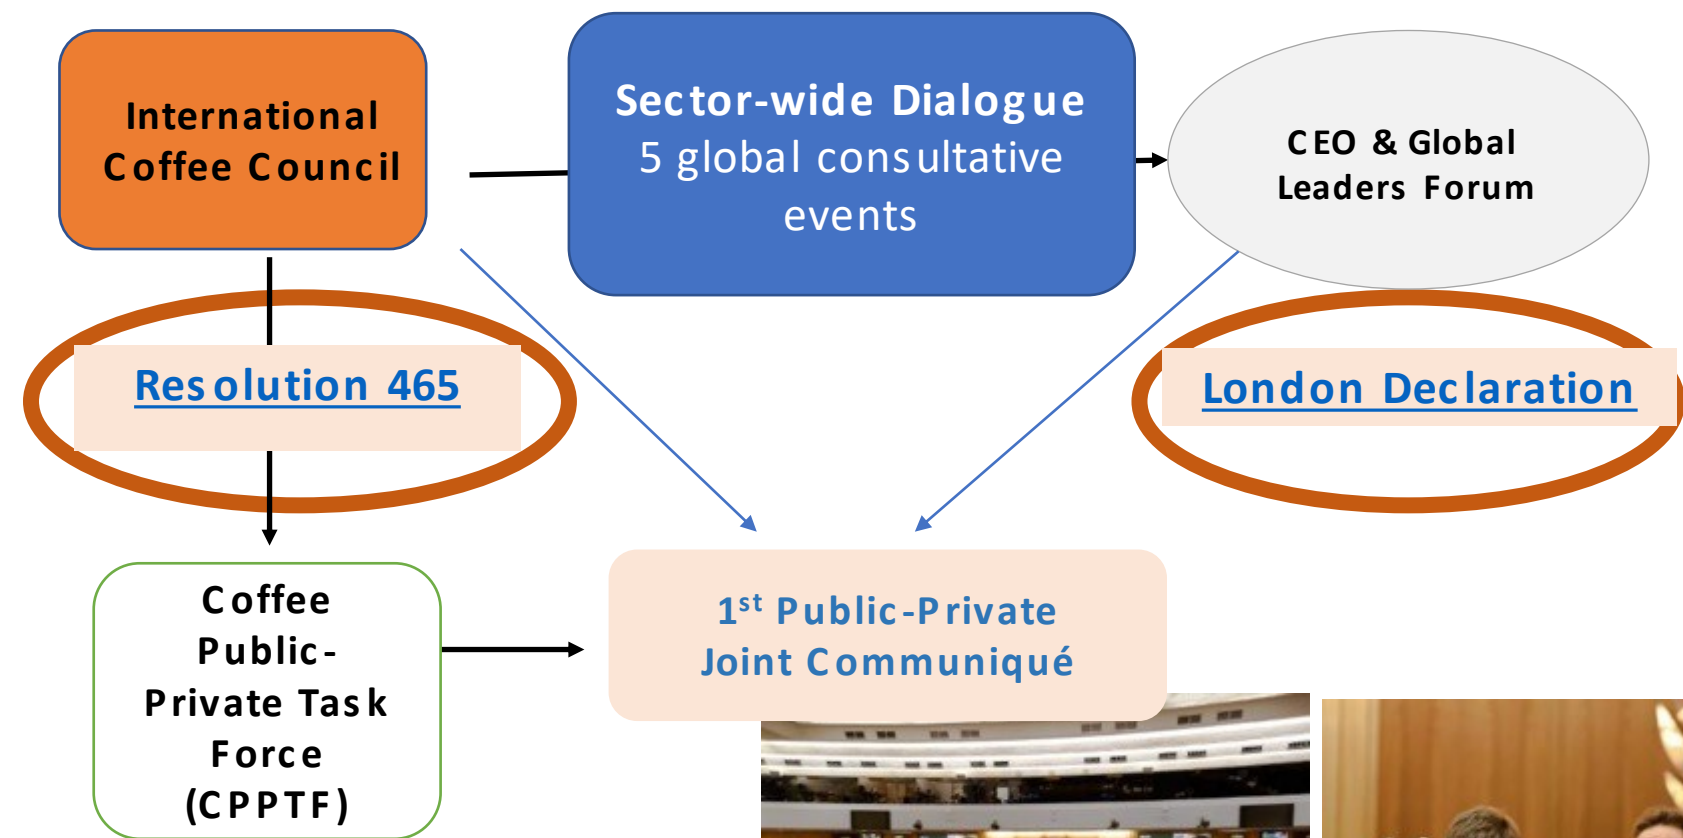 International
Coffee Council
Sector-wide Dialogue
5 global consultative
events
CEO & Global
Leaders Forum
Resolution 465
London Declaration
Coffee
Public-
Private Task
Force
(CPPTF)
1st Public-Private
Joint Communiqué